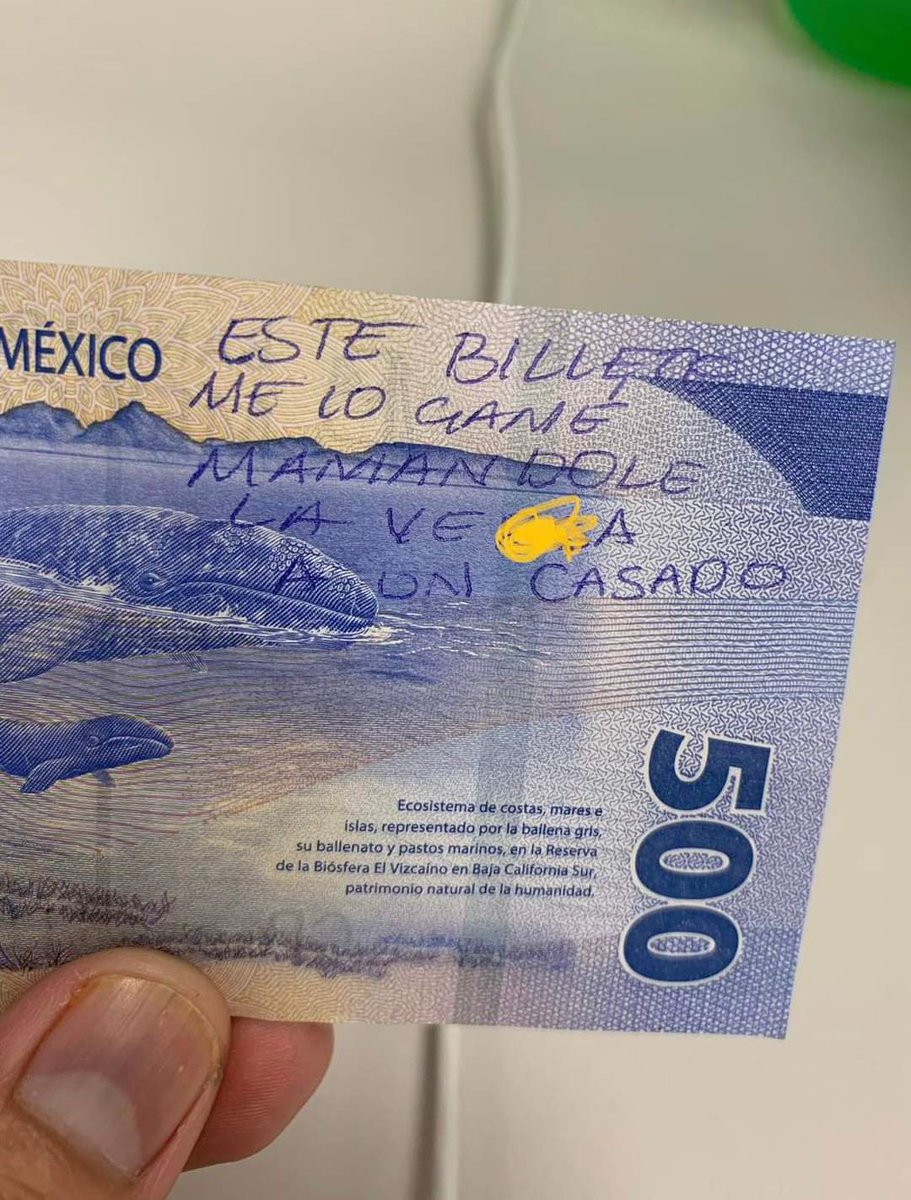 MÉXICO
ESTE BILLETE
ME LO GANÉ
MAMANDOLE
LA VE A
A UN CASADO
500
Ecosistema de costas, mares e
islas, representado por la ballena gris,
su ballenato y pastos marinos, en la Reserva
de la Biósfera El Vizcaíno en Baja California Sur,
patrimonio natural de la humanidad.